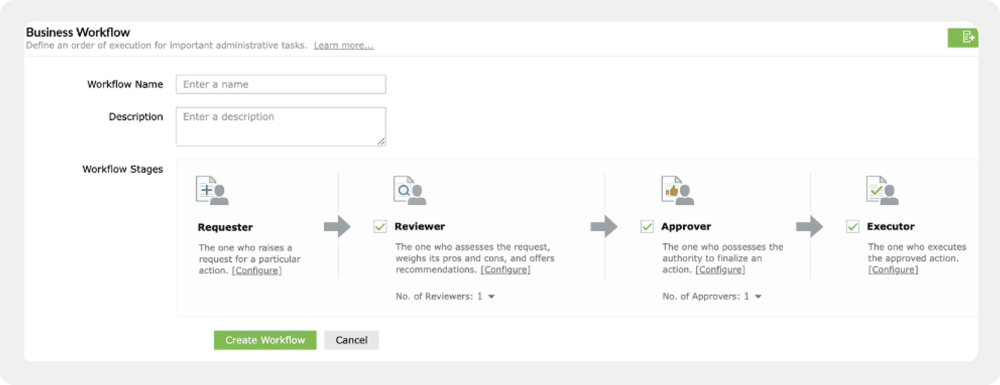 Business Workflow
Define an order of execution for important administrative tasks. Learn more...
Workflow Name
Enter a name
Description
Enter a description
Workflow Stages
Requester
The one who raises a
request for a particular
action. [Configure]
Reviewer
The one who assesses the request,
weighs its pros and cons, and offers
recommendations. [Configure]
No. of Reviewers: 1
Approver
The one who possesses the
authority to finalize an
action. [Configure]
No. of Approvers: 1
Executor
The one who executes
the approved action.
[Configure]
Create Workflow
Cancel